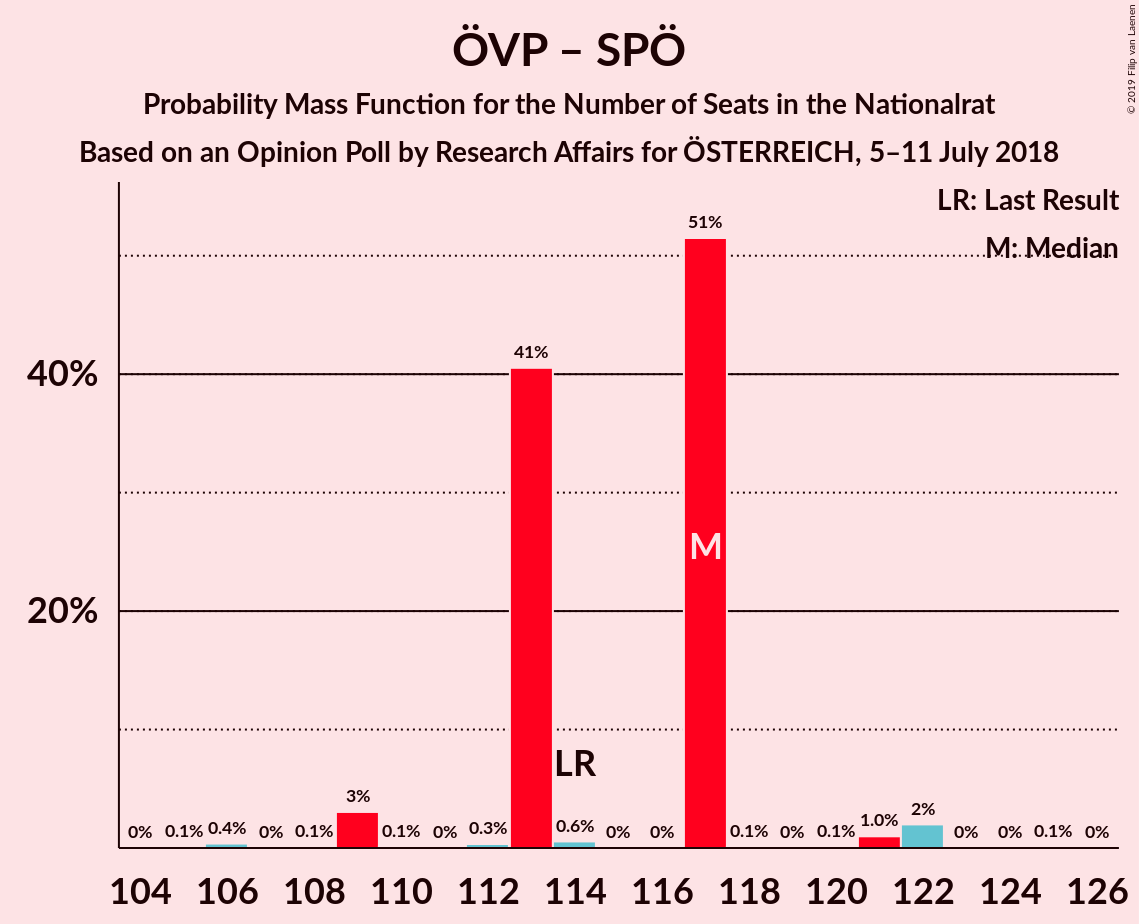 ÖVP – SPÖ
Probability Mass Function for the Number of Seats in the Nationalrat
Based on an Opinion Poll by Research Affairs for ÖSTERREICH, 5–11 July 2018
© 2019 Filip van Laenen
LR: Last Result
M: Median
40%
20%
0%
0.1%
0.4%
0%
0.1%
3%
0.1%
0%
0.3%
41%
0.6%
LR
0%
0%
51%
M
0.1%
0%
0.1%
1.0%
2%
0%
0%
0.1%
0%
104 106 108 110 112 114 116 118 120 122 124 126